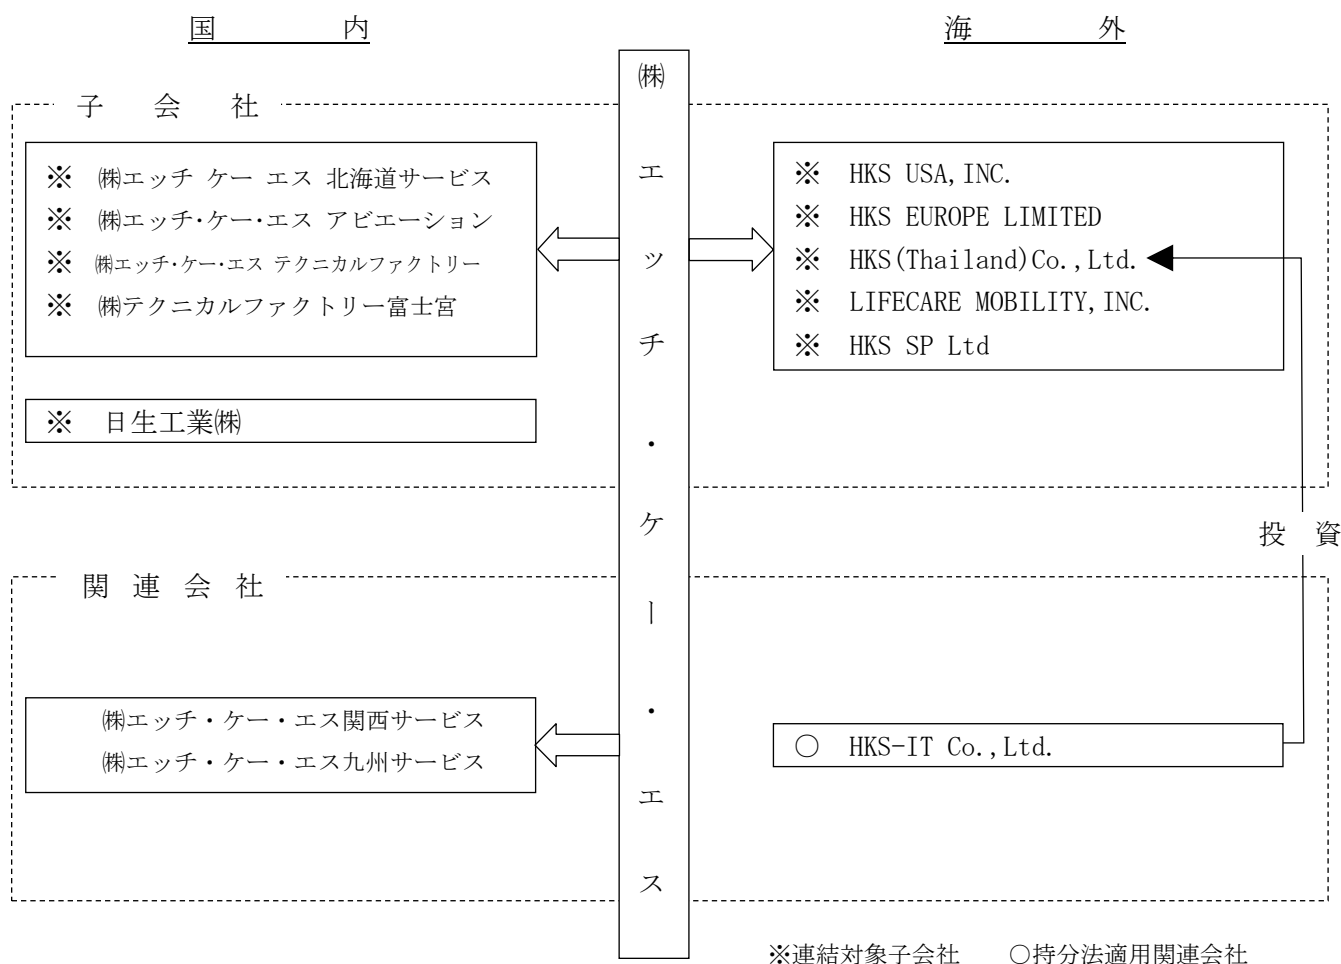 国 内
海 外
㈱エッチ・ケー・エス
子 会 社
※ ㈱エッチ ケー エス 北海道サービス
※ ㈱エッチ・ケー・エス アビエーション
※ ㈱エッチ・ケー・エス テクニカルファクトリー
※ ㈱テクニカルファクトリー富士宮
※ 日生工業㈱
※ HKS USA,INC.
※ HKS EUROPE LIMITED
※ HKS(Thailand)Co.,Ltd.
※ LIFECARE MOBILITY,INC.
※ HKS SP Ltd
投 資
関 連 会 社
㈱エッチ・ケー・エス関西サービス
㈱エッチ・ケー・エス九州サービス
○ HKS-IT Co.,Ltd.
※連結対象子会社 ○持分法適用関連会社